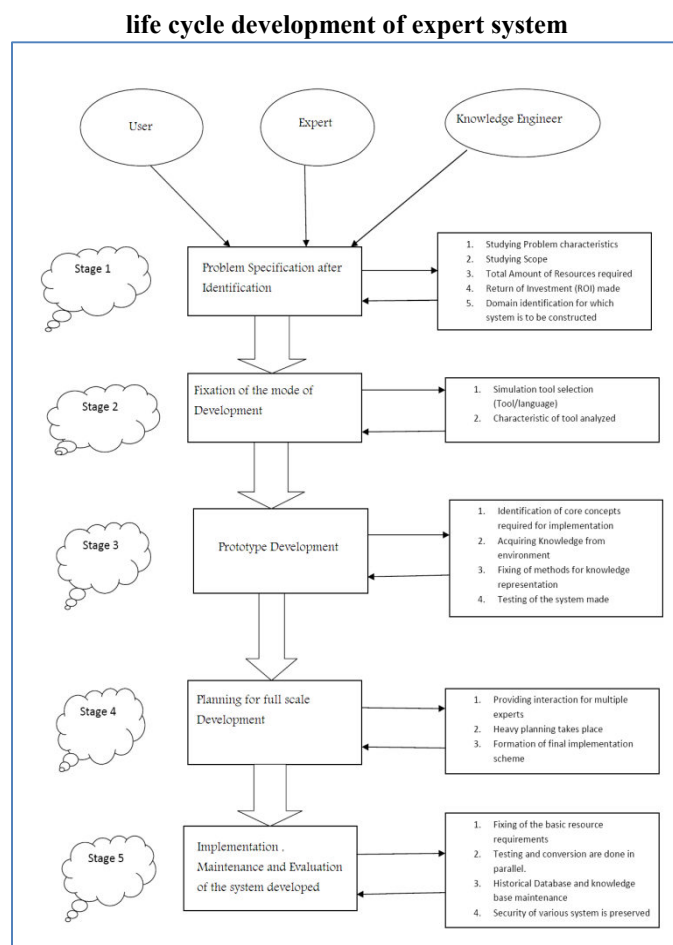 life cycle development of expert system
User
Expert
Knowledge Engineer
Stage 1
Problem Specification after
Identification
1. Studying Problem characteristics
2. Studying Scope
3. Total Amount of Resources required
4. Return of Investment (ROI) made
5. Domain identification for which
system is to be constructed
Stage 2
Fixation of the mode of
Development
1. Simulation tool selection
(Tool/language)
2. Characteristic of tool analyzed
Stage 3
Prototype Development
1. Identification of core concepts
required for implementation
2. Acquiring Knowledge from
environment
3. Fixing of methods for knowledge
representation
4. Testing of the system made
Stage 4
Planning for full scale
Development
1. Providing interaction for multiple
experts
2. Heavy planning takes place
3. Formation of final implementation
scheme
Stage 5
Implementation ,
Maintenance and Evaluation
of the system developed
1. Fixing of the basic resource
requirements
2. Testing and conversion are done in
parallel.
3. Historical Database and knowledge
base maintenance
4. Security of various system is preserved